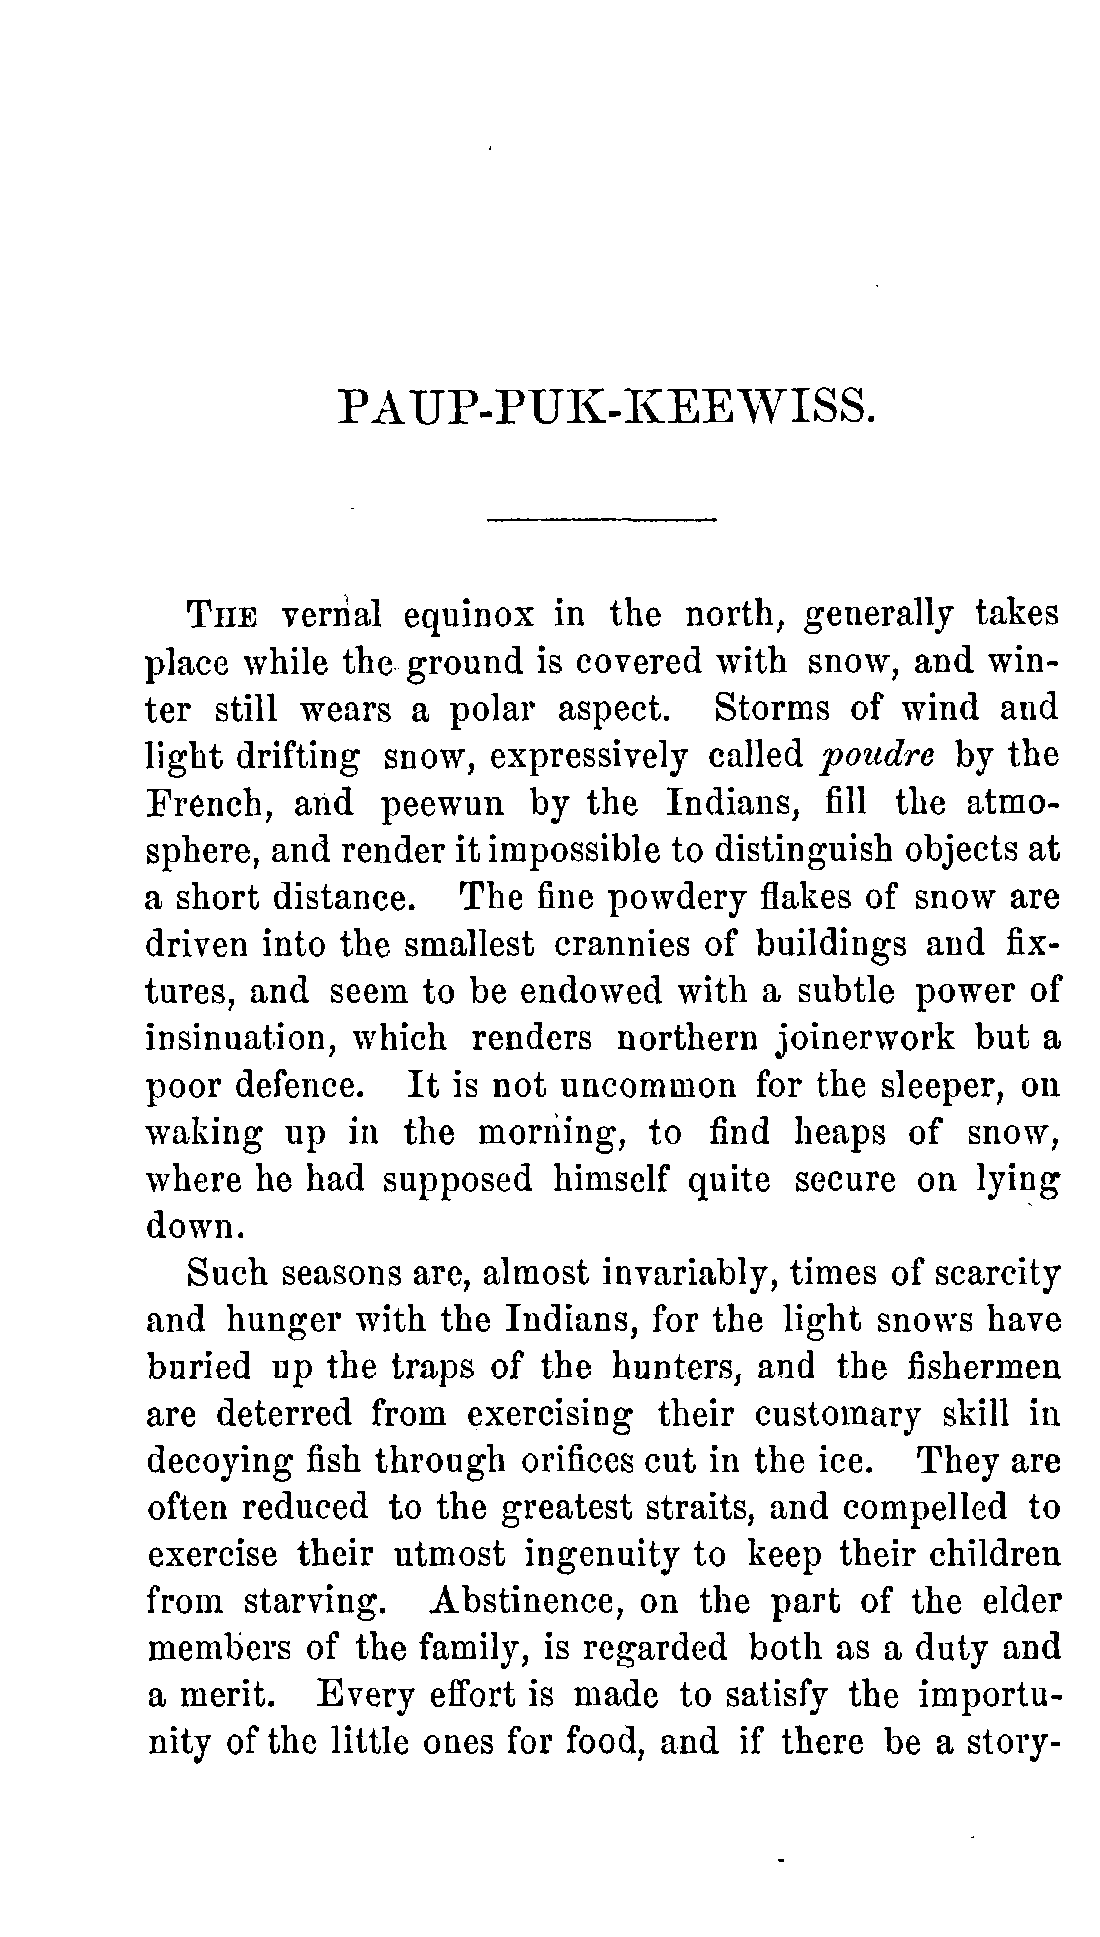 PAUP-PUK-KEEWISS.
THE vernal equinox in the north, generally takes
place while the ground is covered with snow, and win-
ter still wears a polar aspect. Storms of wind and
light drifting snow, expressively called poudre by the
French, and peewun by the Indians, fill the atmo-
sphere, and render it impossible to distinguish objects at
a short distance. The fine powdery flakes of snow are
driven into the smallest crannies of buildings and fix-
tures, and seem to be endowed with a subtle power of
insinuation, which renders northern joinerwork but a
poor defence. It is not uncommon for the sleeper, on
waking up in the morning, to find heaps of snow,
where he had supposed himself quite secure on lying
down.
Such seasons are, almost invariably, times of scarcity
and hunger with the Indians, for the light snows have
buried up the traps of the hunters, and the fishermen
are deterred from exercising their customary skill in
decoying fish through orifices cut in the ice. They are
often reduced to the greatest straits, and compelled to
exercise their utmost ingenuity to keep their children
from starving. Abstinence, on the part of the elder
members of the family, is regarded both as a duty and
a merit. Every effort is made to satisfy the importu-
nity of the little ones for food, and if there be a story-